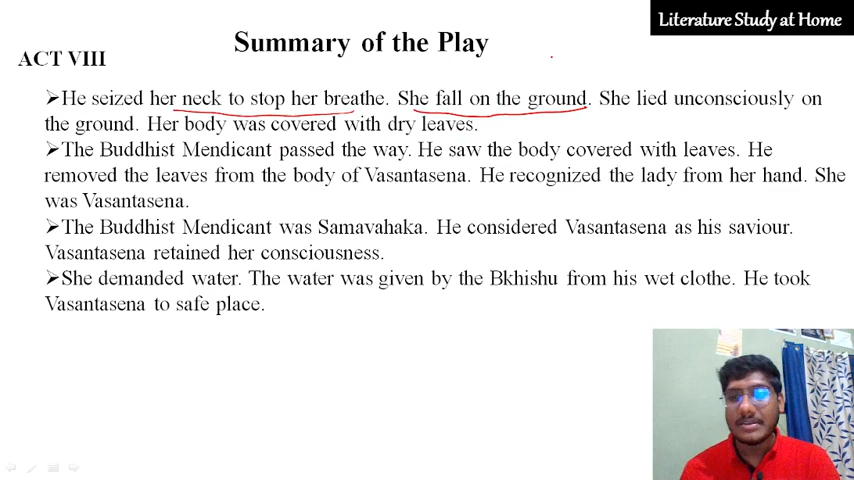 Literature Study at Home
Summary of the Play
ACT VIII
➢He seized her neck to stop her breathe. She fall on the ground. She lied unconsciously on
the ground. Her body was covered with dry leaves.
➢The Buddhist Mendicant passed the way. He saw the body covered with leaves. He
removed the leaves from the body of Vasantasena. He recognized the lady from her hand. She
was Vasantasena.
➢The Buddhist Mendicant was Samavahaka. He considered Vasantasena as his saviour.
Vasantasena retained her consciousness.
➢She demanded water. The water was given by the Bkhishu from his wet clothe. He took
Vasantasena to safe place.